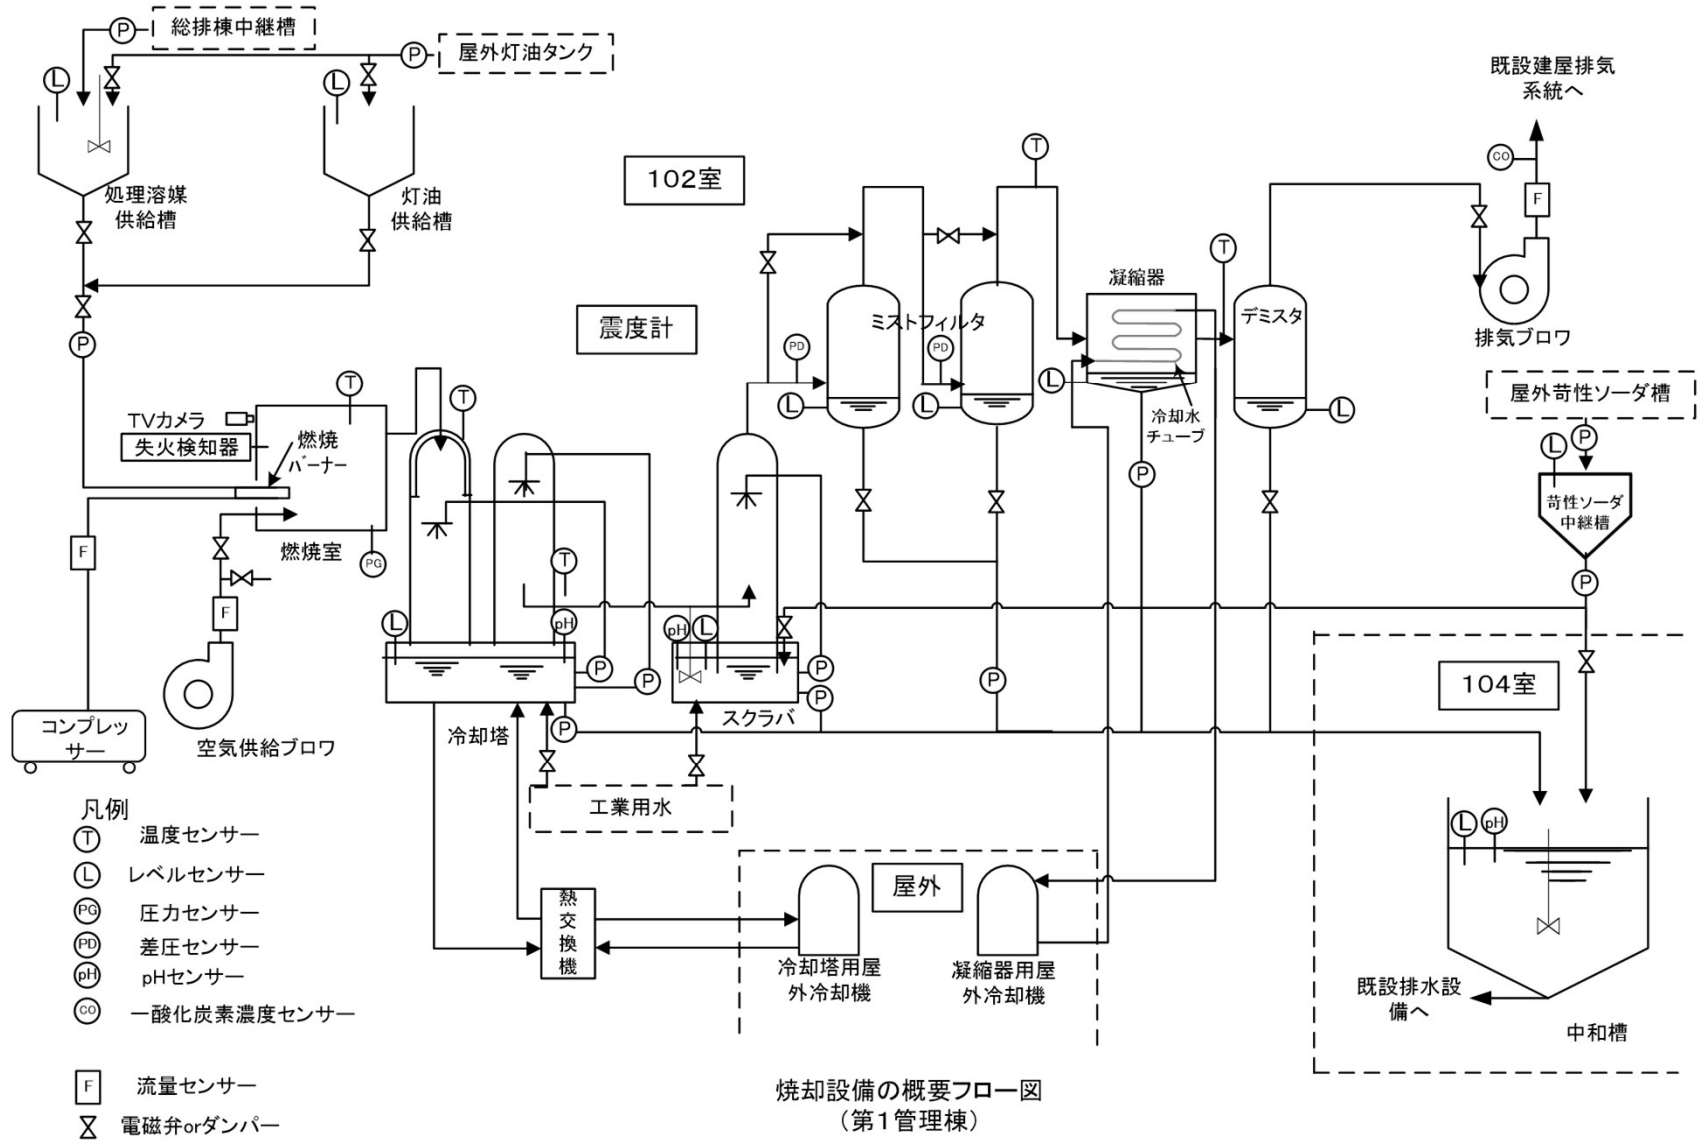 P
総排棟中継槽
P
屋外灯油タンク
L
L
処理溶媒
供給槽
灯油
供給槽
P
102室
震度計
T
既設建屋排気
系統へ
CO
F
排気ブロワ
T
凝縮器
ミストフィルタ
デミスタ
PD
PD
L
L
L
L
冷却水
チューブ
P
屋外苛性ソーダ槽
P
L
苛性ソーダ
中継槽
P
TVカメラ
失火検知器
T
燃焼
バーナー
燃焼室
PG
T
F
F
空気供給ブロワ
コンプレッ
サー
T
L
pH
P
P
P
冷却塔
pH
L
P
P
スクラバ
P
工業用水
104室
L
pH
既設排水設
備へ
中和槽
熱
交
換
機
屋外
冷却塔用屋
外冷却機
凝縮器用屋
外冷却機
凡例
T 温度センサー
L レベルセンサー
PG 圧力センサー
PD 差圧センサー
pH pHセンサー
CO 一酸化炭素濃度センサー
F 流量センサー
電磁弁orダンパー
焼却設備の概要フロー図
（第1管理棟）